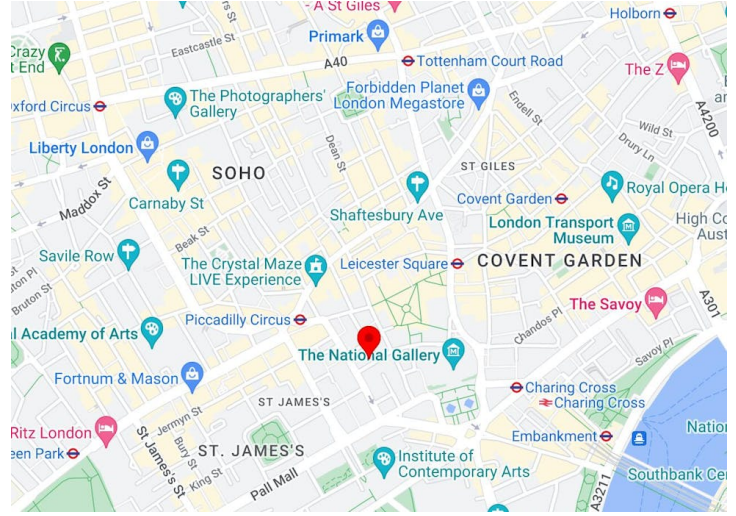 - A St Giles
Holborn
Primark
Eastcastle St
Crazy
t End
A40
Tottenham Court Road
The Z
Forbidden Planet
London Megastore
The Photographers'
Gallery
Oxford Circus
Endell St
A4200
Wild St
Drury Ln
Liberty London
Dean St
ST GILES
SOHO
Maddox St
Carnaby St
Shaftesbury Ave
Covent Garden
Royal Opera Ho
London Transport
Museum
High Co
Aust
Beak St
Savile Row
The Crystal Maze
LIVE Experience
Leicester Square
COVENT GARDEN
Bruton St
The Savoy
A301
Piccadilly Circus
al Academy of Arts
Chandos Pl
Savoy Pl
The National Gallery
Fortnum & Mason
Charing Cross
Charing Cross
ST JAMES'S
Jermyn St
Ritz London
Embankment
Nation
een Park
St James's St
Bury St
King St
ST. JAMES'S
Pall Mall
Institute of
Contemporary Arts
Southbank Cen
A3211